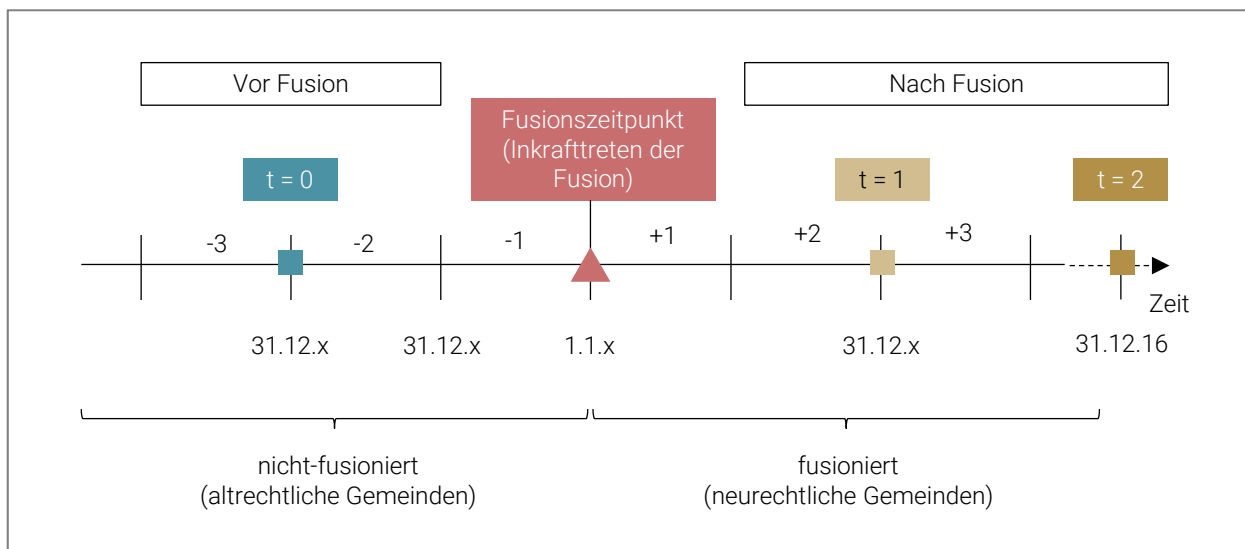 Vor Fusion
Nach Fusion
Fusionszeitpunkt
(Inkrafttreten der
Fusion)
t = 0
t = 1
t = 2
-3
-2
-1
+1
+2
+3
Zeit
31.12.x
31.12.x
1.1.x
31.12.x
31.12.16
nicht-fusioniert
(altrechtliche Gemeinden)
fusioniert
(neurechtliche Gemeinden)